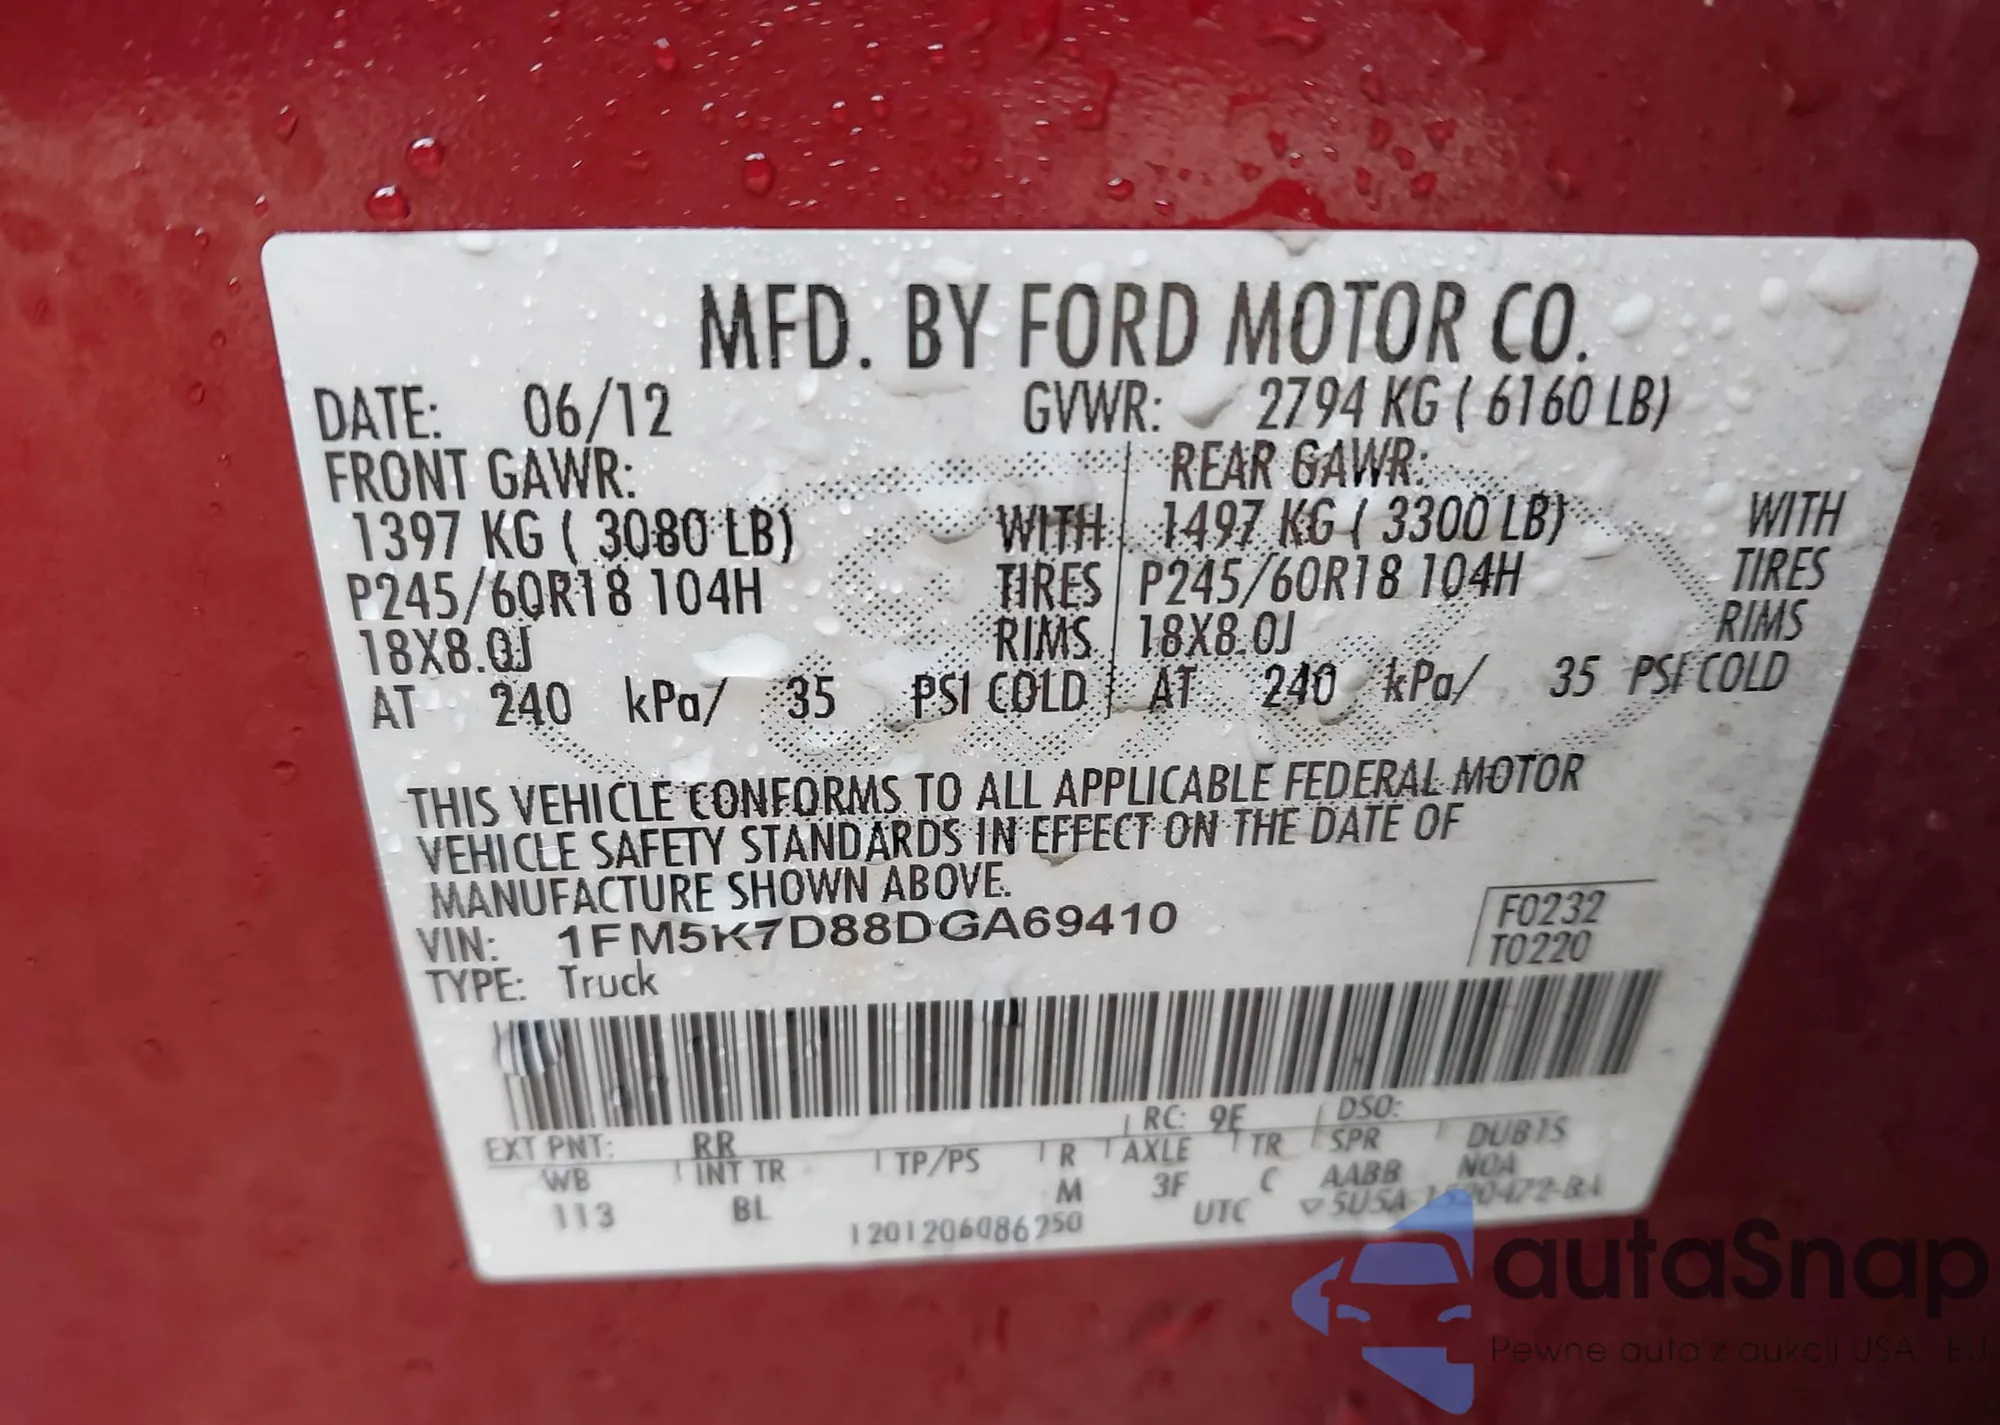 MFD. BY FORD MOTOR CO.
DATE: 06/12 GVWR: 2794 KG ( 6160 LB)
FRONT GAWR: REAR GAWR:
1397 KG ( 3080 LB) WITH 1497 KG ( 3300 LB) WITH
P245/60R18 104H TIRES P245/60R18 104H TIRES
18X8.0J RIMS 18X8.0J RIMS
AT 240 kPa/ 35 PSI COLD AT 240 kPa/ 35 PSI COLD
THIS VEHICLE CONFORMS TO ALL APPLICABLE FEDERAL MOTOR
VEHICLE SAFETY STANDARDS IN EFFECT ON THE DATE OF
MANUFACTURE SHOWN ABOVE.
VIN: 1FM5K7D88DGA69410
TYPE: Truck
F0232
T0220
EXT PNT: RR RC: 9E DSO:
WB INT TR TP/PS R AXLE TR SPR
113 BL M 3F C AABB
1201206086250 UTC
autaSnap
Pewne auta z aukcji USA i EU